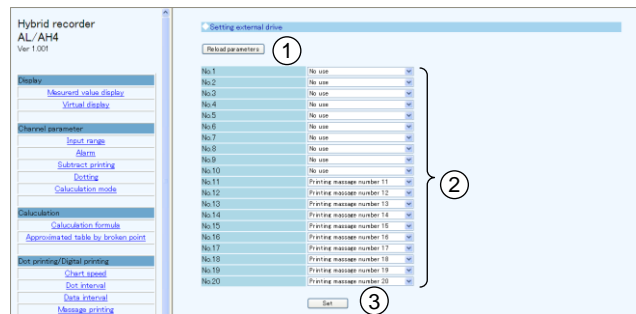 Hybrid recorder
AL/AH4
Ver 1.001
Display
Mesurerd value display
Virtual display
Channel parameter
Input range
Alarm
Subtract printing
Dotting
Caluculation mode
Caluculation
Caluculation formula
Approximated table by broken point
Dot printing/Digital printing
Chart speed
Dot interval
Data interval
Message printing
Setting external drive
Reload parameters
1
No.1 No use
No.2 No use
No.3 No use
No.4 No use
No.5 No use
No.6 No use
No.7 No use
No.8 No use
No.9 No use
No.10 No use
No.11 Printing massage number 11
No.12 Printing massage number 12
No.13 Printing massage number 13
No.14 Printing massage number 14
No.15 Printing massage number 15
No.16 Printing massage number 16
No.17 Printing massage number 17
No.18 Printing massage number 18
No.19 Printing massage number 19
No.20 Printing massage number 20
2
Set
3